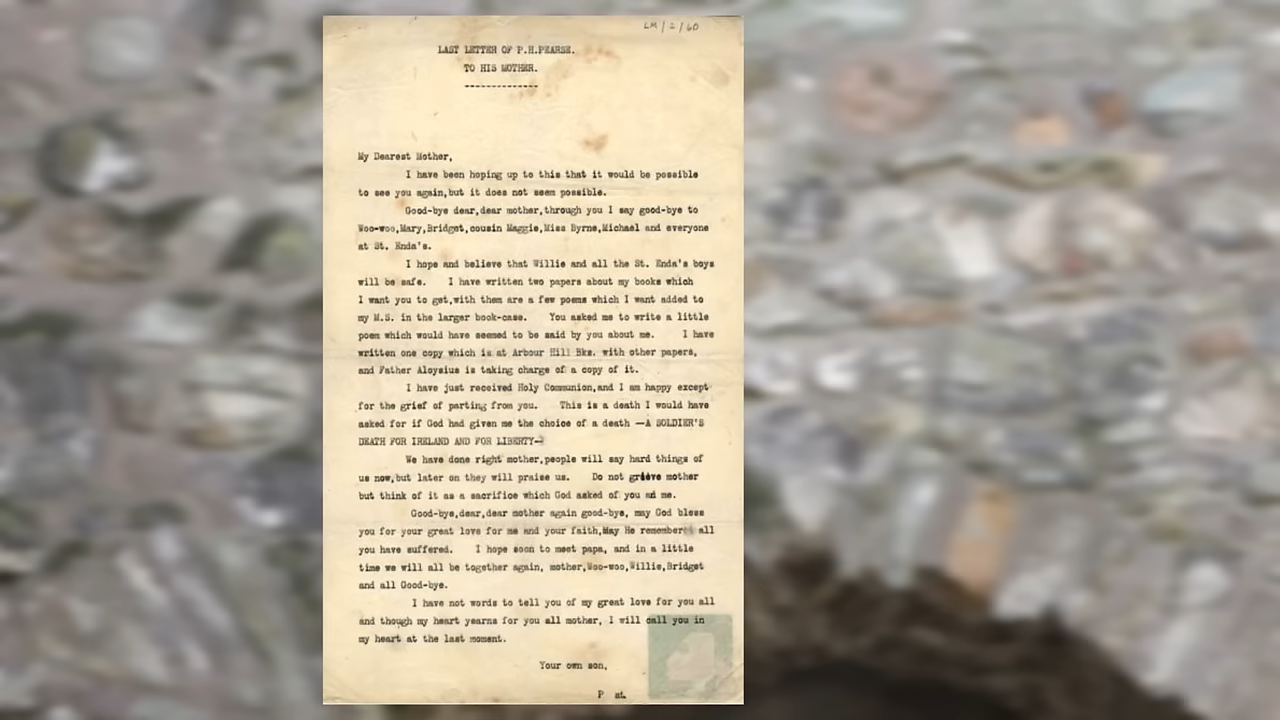 LM/2/60
LAST LETTER OF P.H.PEARSE.
TO HIS MOTHER.
--------------
My Dearest Mother,
I have been hoping up to this that it would be possible
to see you again,but it does not seem possible.
Good-bye dear,dear mother,through you I say good-bye to
Woo-woo,Mary,Bridget,cousin Maggie,Miss Byrne,Michael and everyone
at St. Enda's.
I hope and believe that Willie and all the St. Enda's boys
will be safe. I have written two papers about my books which
I want you to get,with them are a few poems which I want added to
my M.S. in the larger book-case. You asked me to write a little
poem which would have seemed to be said by you about me. I have
written one copy which is at Arbour Hill Bks. with other papers,
and Father Aloysius is taking charge of a copy of it.
I have just received Holy Communion,and I am happy except
for the grief of parting from you. This is a death I would have
asked for if God had given me the choice of a death —A SOLDIER'S
DEATH FOR IRELAND AND FOR LIBERTY—
We have done right mother,people will say hard things of
us now,but later on they will praise us. Do not grieve mother
but think of it as a sacrifice which God asked of you an me.
Good-bye,dear,dear mother again good-bye, may God bless
you for your great love for me and your faith,May He remember all
you have suffered. I hope soon to meet papa, and in a little
time we will all be together again, mother,Woo-woo,Willie,Bridget
and all Good-bye.
I have not words to tell you of my great love for you all
and though my heart yearns for you all mother, I will call you in
my heart at the last moment.
Your own son,
P at.